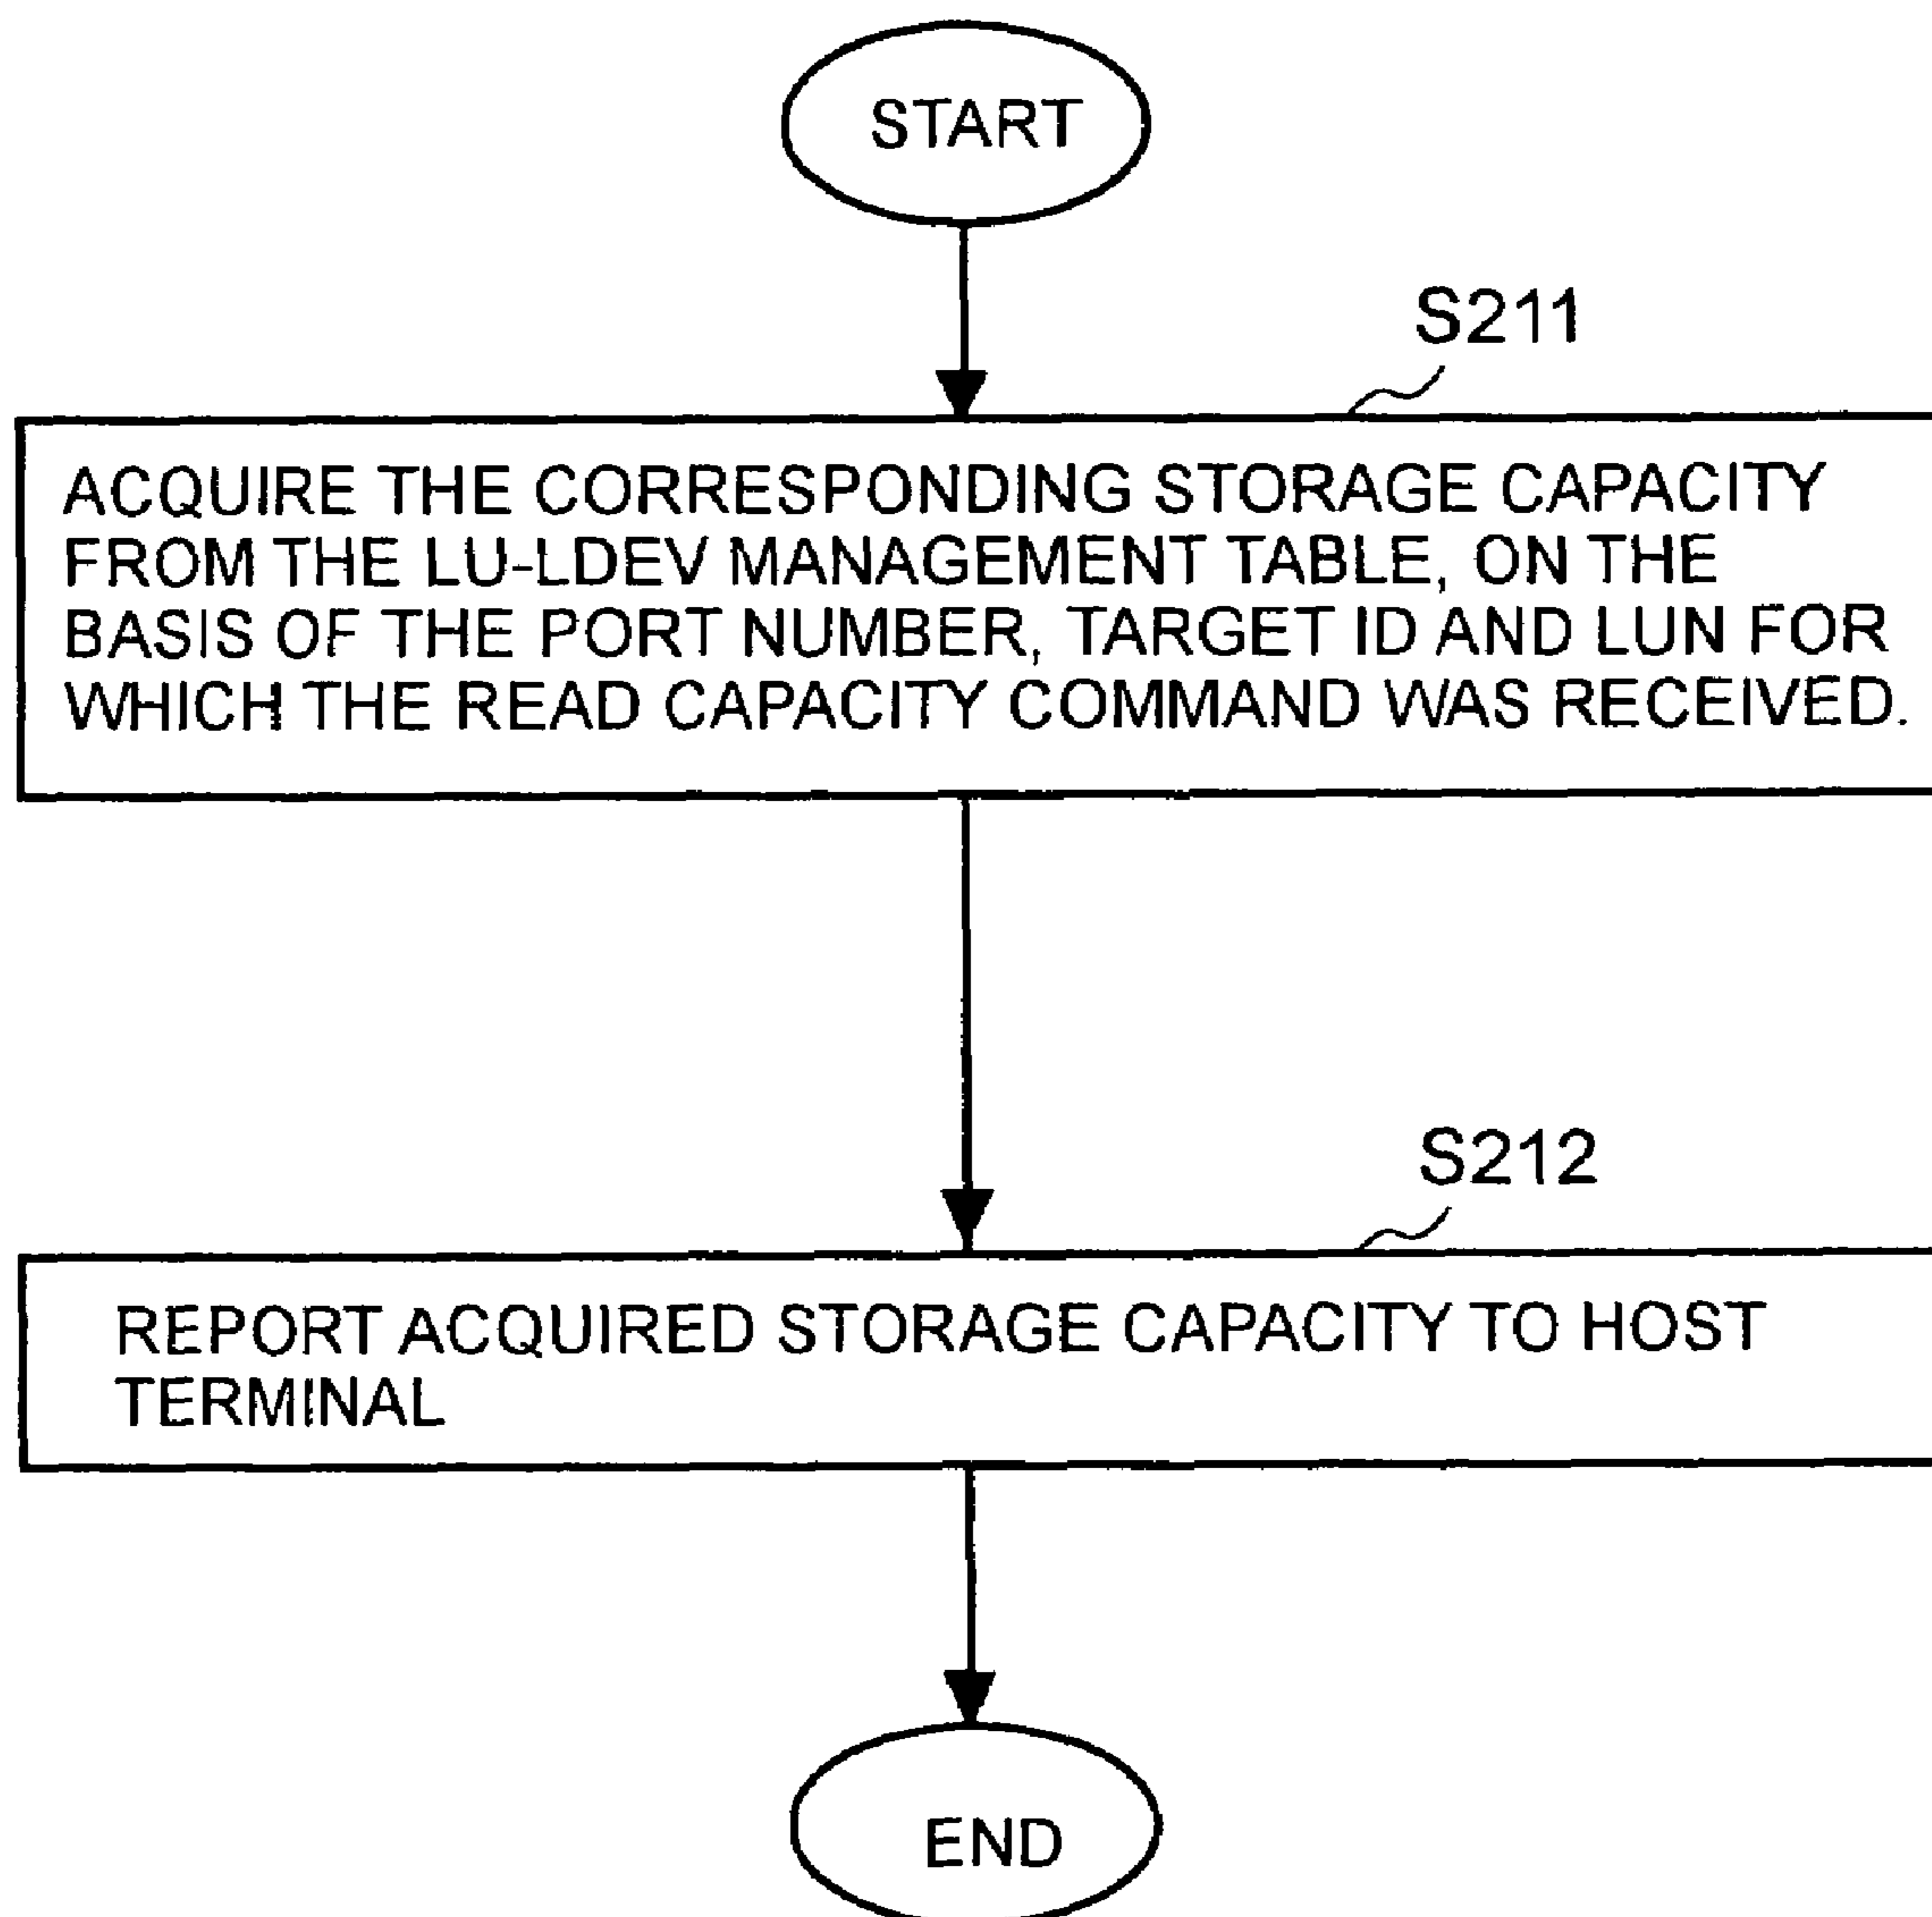 START
S211
ACQUIRE THE CORRESPONDING STORAGE CAPACITY
FROM THE LU-LDEV MANAGEMENT TABLE, ON THE
BASIS OF THE PORT NUMBER, TARGET ID AND LUN FOR
WHICH THE READ CAPACITY COMMAND WAS RECEIVED.
S212
REPORT ACQUIRED STORAGE CAPACITY TO HOST
TERMINAL
END